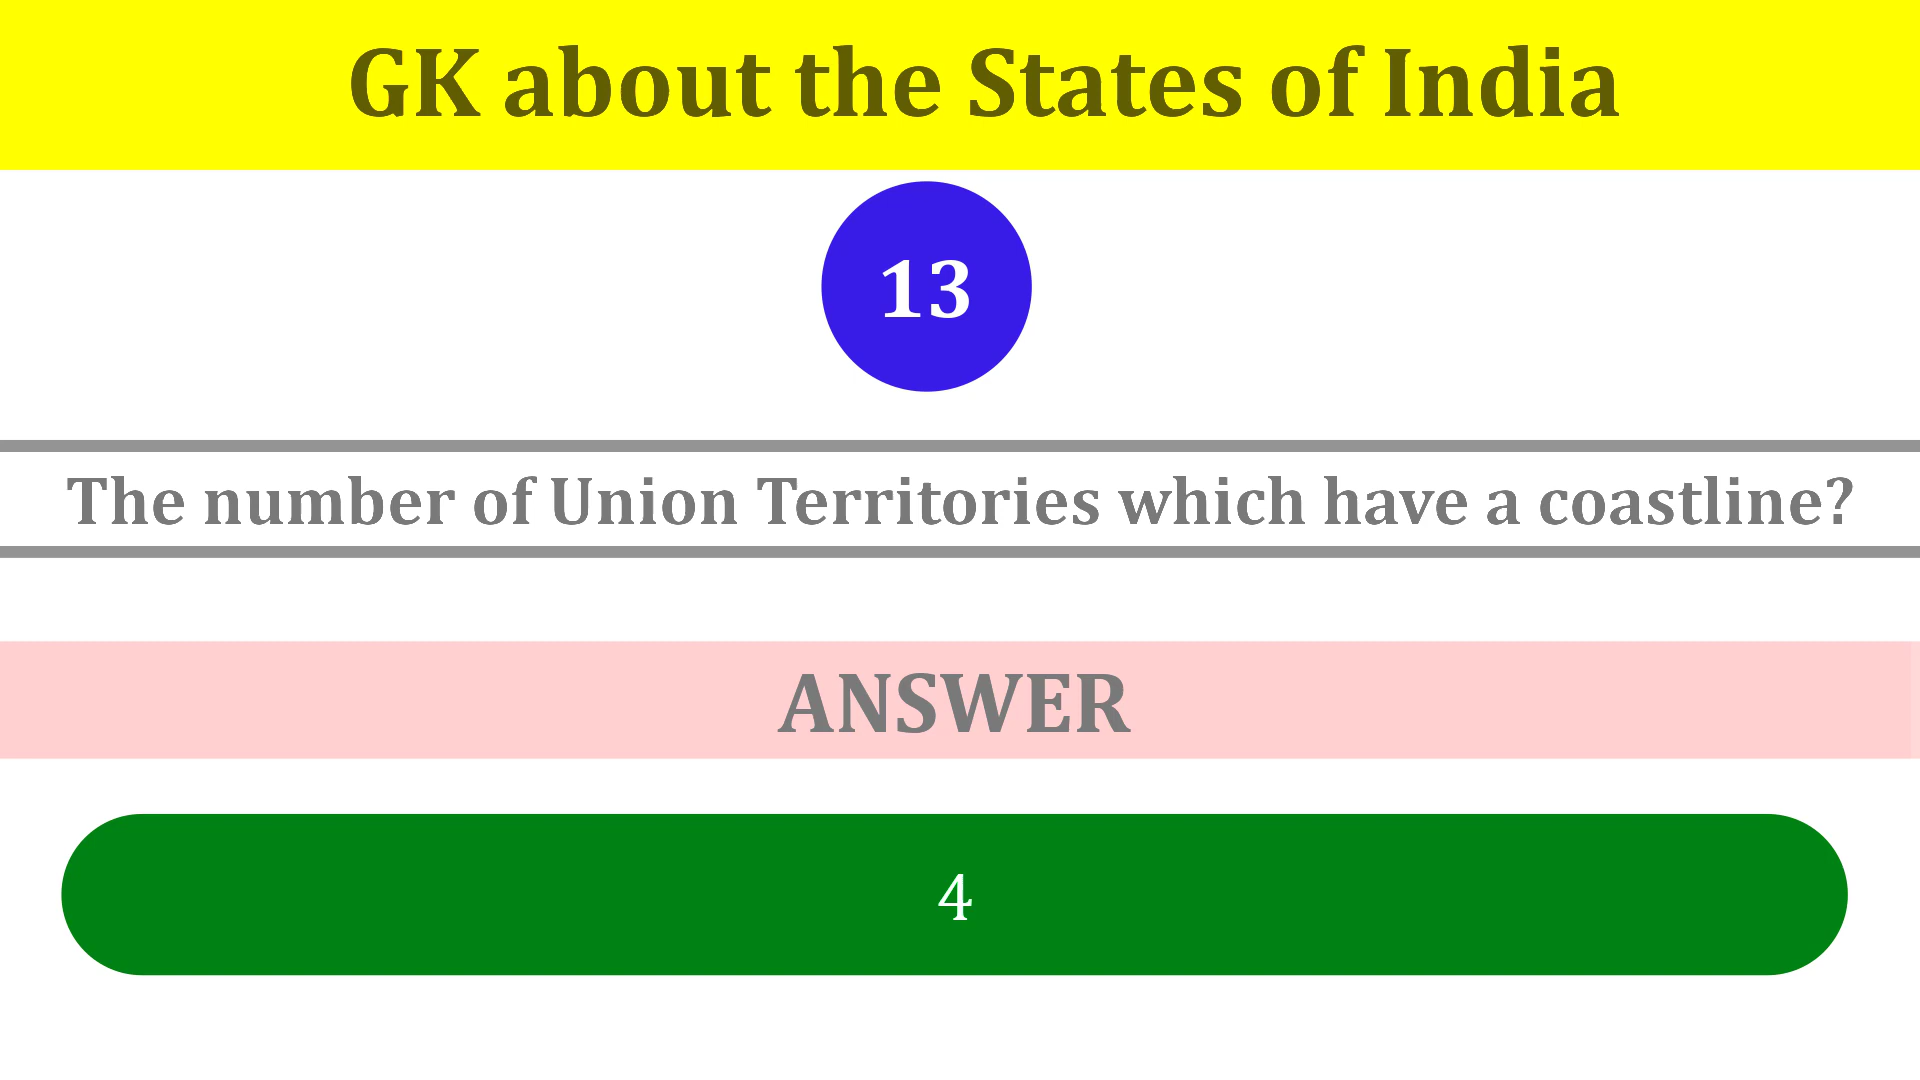 GK about the States of India
13
The number of Union Territories which have a coastline?
ANSWER
4